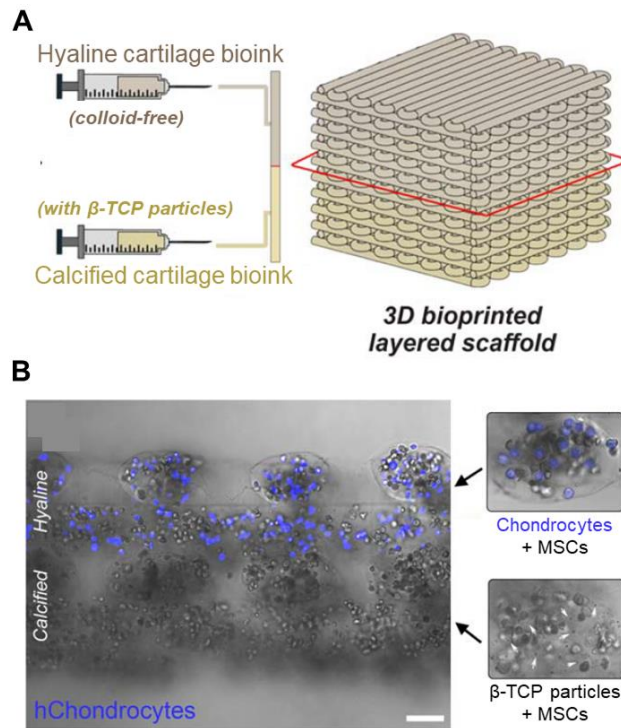 A
Hyaline cartilage bioink
(colloid-free)
(with β-TCP particles)
Calcified cartilage bioink
3D bioprinted
layered scaffold
B
Hyaline
Calcified
hChondrocytes
Chondrocytes
+ MSCs
β-TCP particles
+ MSCs